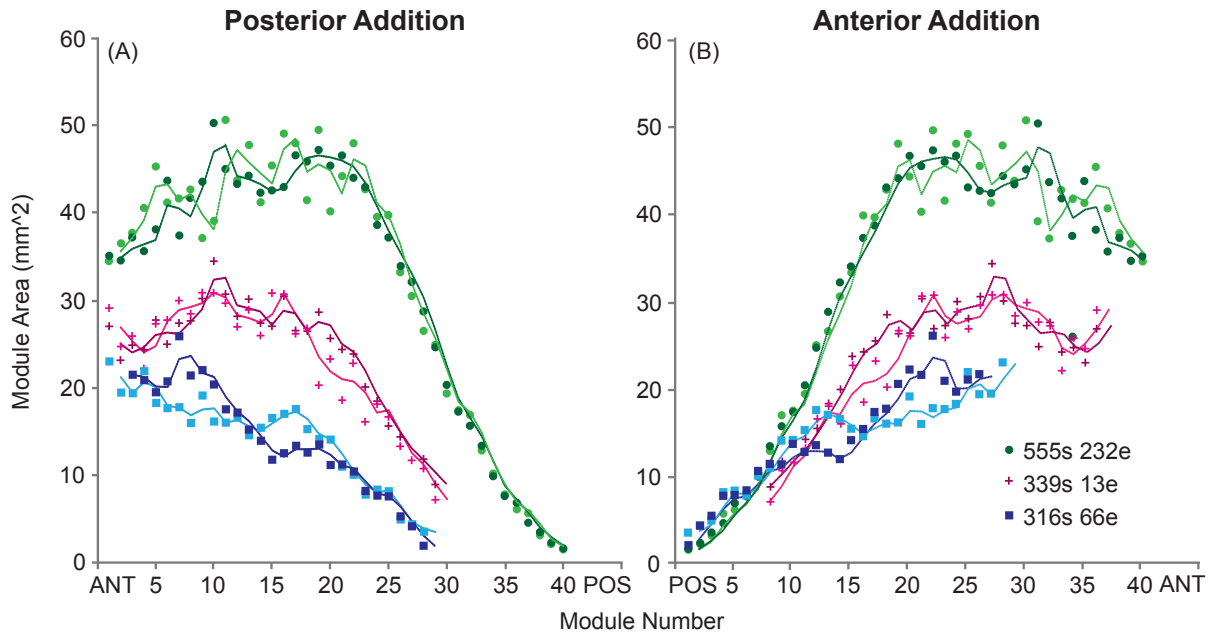 Posterior Addition
Anterior Addition
(A)
(B)
60
50
40
30
20
10
0
60
50
40
30
20
10
0
Module Area (mm^2)
555s 232e
339s 13e
316s 66e
ANT 5 10 15 20 25 30 35 40 POS
POS 5 10 15 20 25 30 35 40 ANT
Module Number